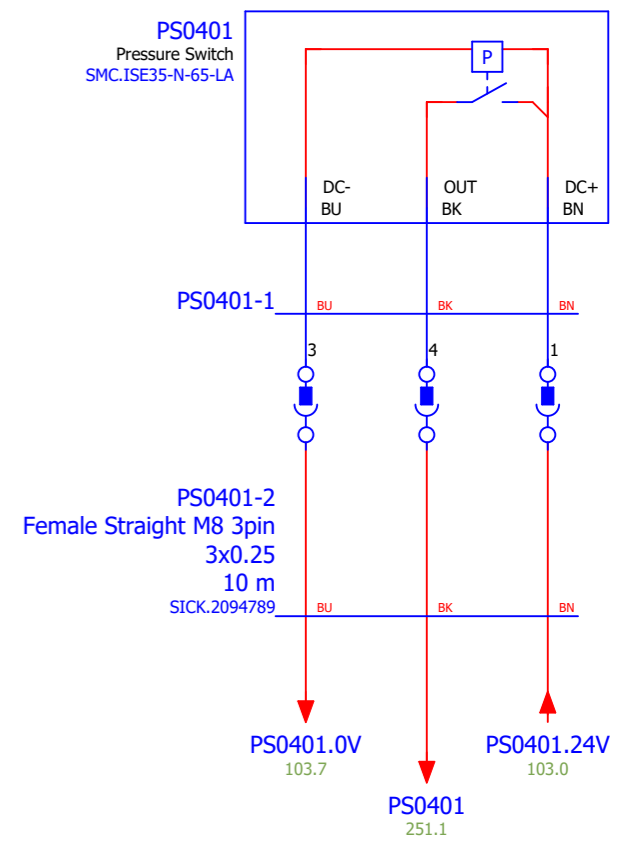 PS0401
Pressure Switch
SMC.ISE35-N-65-LA
P
DC-
BU
OUT
BK
DC+
BN
PS0401-1
BU
BK
BN
3
4
1
PS0401-2
Female Straight M8 3pin
3x0.25
10 m
SICK.2094789
BU
BK
BN
PS0401.0V
103.7
PS0401.24V
103.0
PS0401
251.1